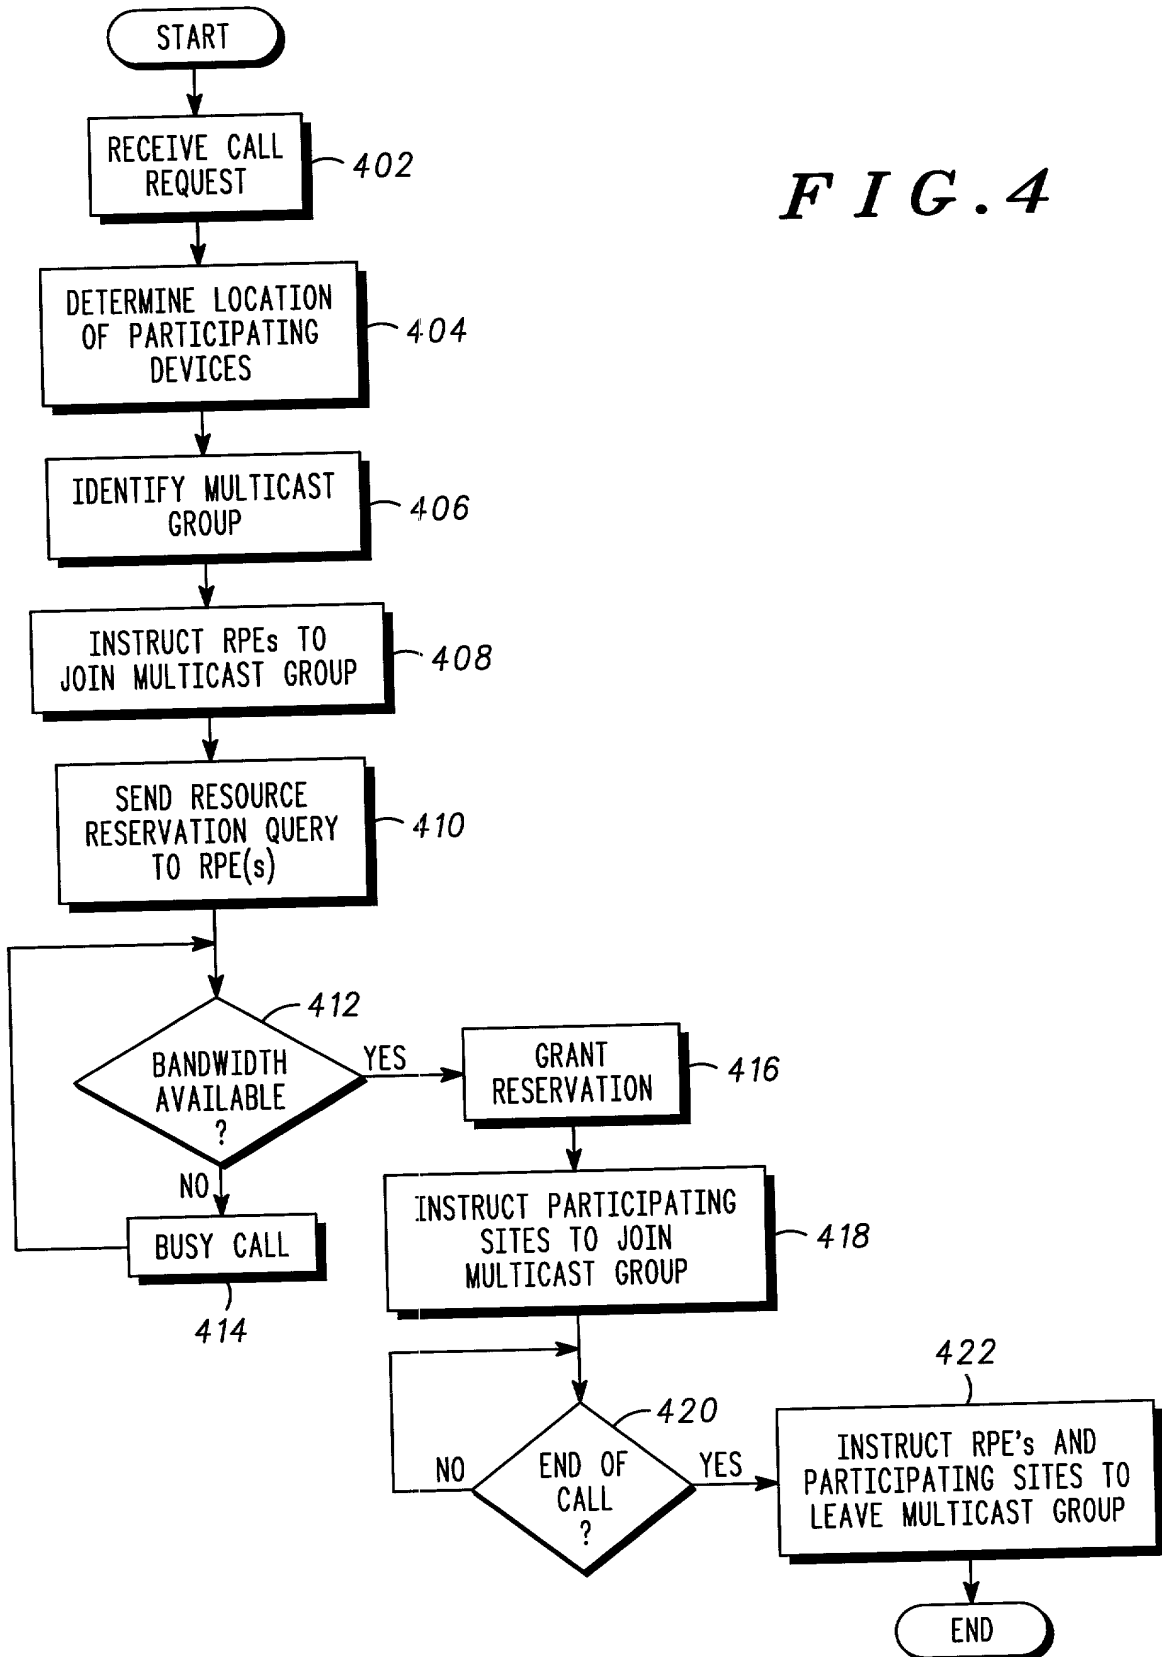 START
RECEIVE CALL
REQUEST
402
FIG. 4
DETERMINE LOCATION
OF PARTICIPATING
DEVICES
404
IDENTIFY MULTICAST
GROUP
406
INSTRUCT RPEs TO
JOIN MULTICAST GROUP
408
SEND RESOURCE
RESERVATION QUERY
TO RPE(s)
410
412
BANDWIDTH
AVAILABLE
?
YES
NO
BUSY CALL
414
GRANT
RESERVATION
416
INSTRUCT PARTICIPATING
SITES TO JOIN
MULTICAST GROUP
418
420
END OF
CALL
?
NO
YES
422
INSTRUCT RPE's AND
PARTICIPATING SITES TO
LEAVE MULTICAST GROUP
END